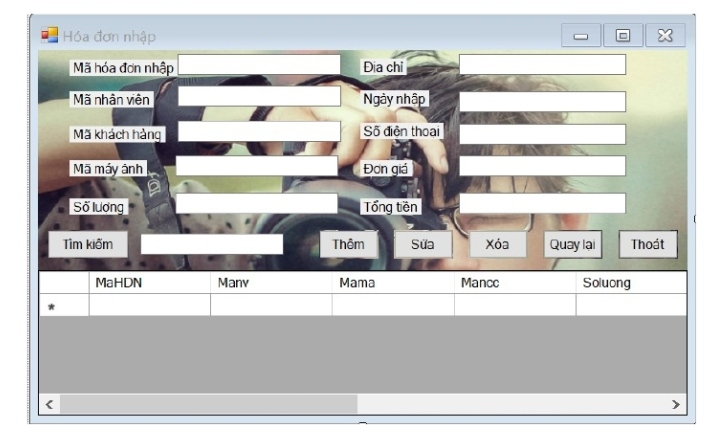 Hóa đơn nhập
Mã hóa đơn nhập
Địa chỉ
Mã nhân viên
Ngày nhập
Mã khách hàng
Số điện thoai
Mã máy ảnh
Đơn giá
Số lượng
Tổng tiền
Tìm kiếm
Thêm
Sửa
Xóa
Quay lại
Thoát
MaHDN Manv Mama Mancc Soluong
*